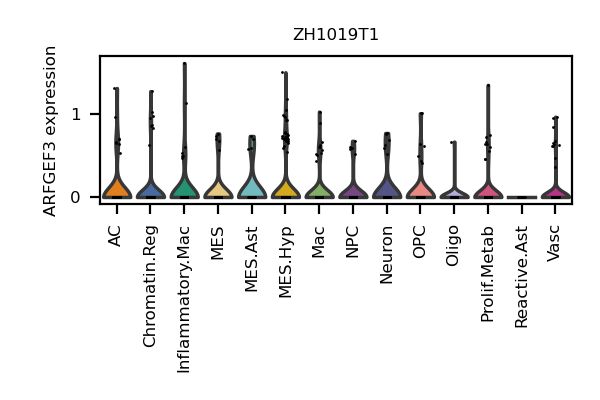 ZH1019T1
ARFGEF3 expression
1
0
AC
Chromatin.Reg
Inflammatory.Mac
MES
MES.Ast
MES.Hyp
Mac
NPC
Neuron
OPC
Oligo
Prolif.Metab
Reactive.Ast
Vasc